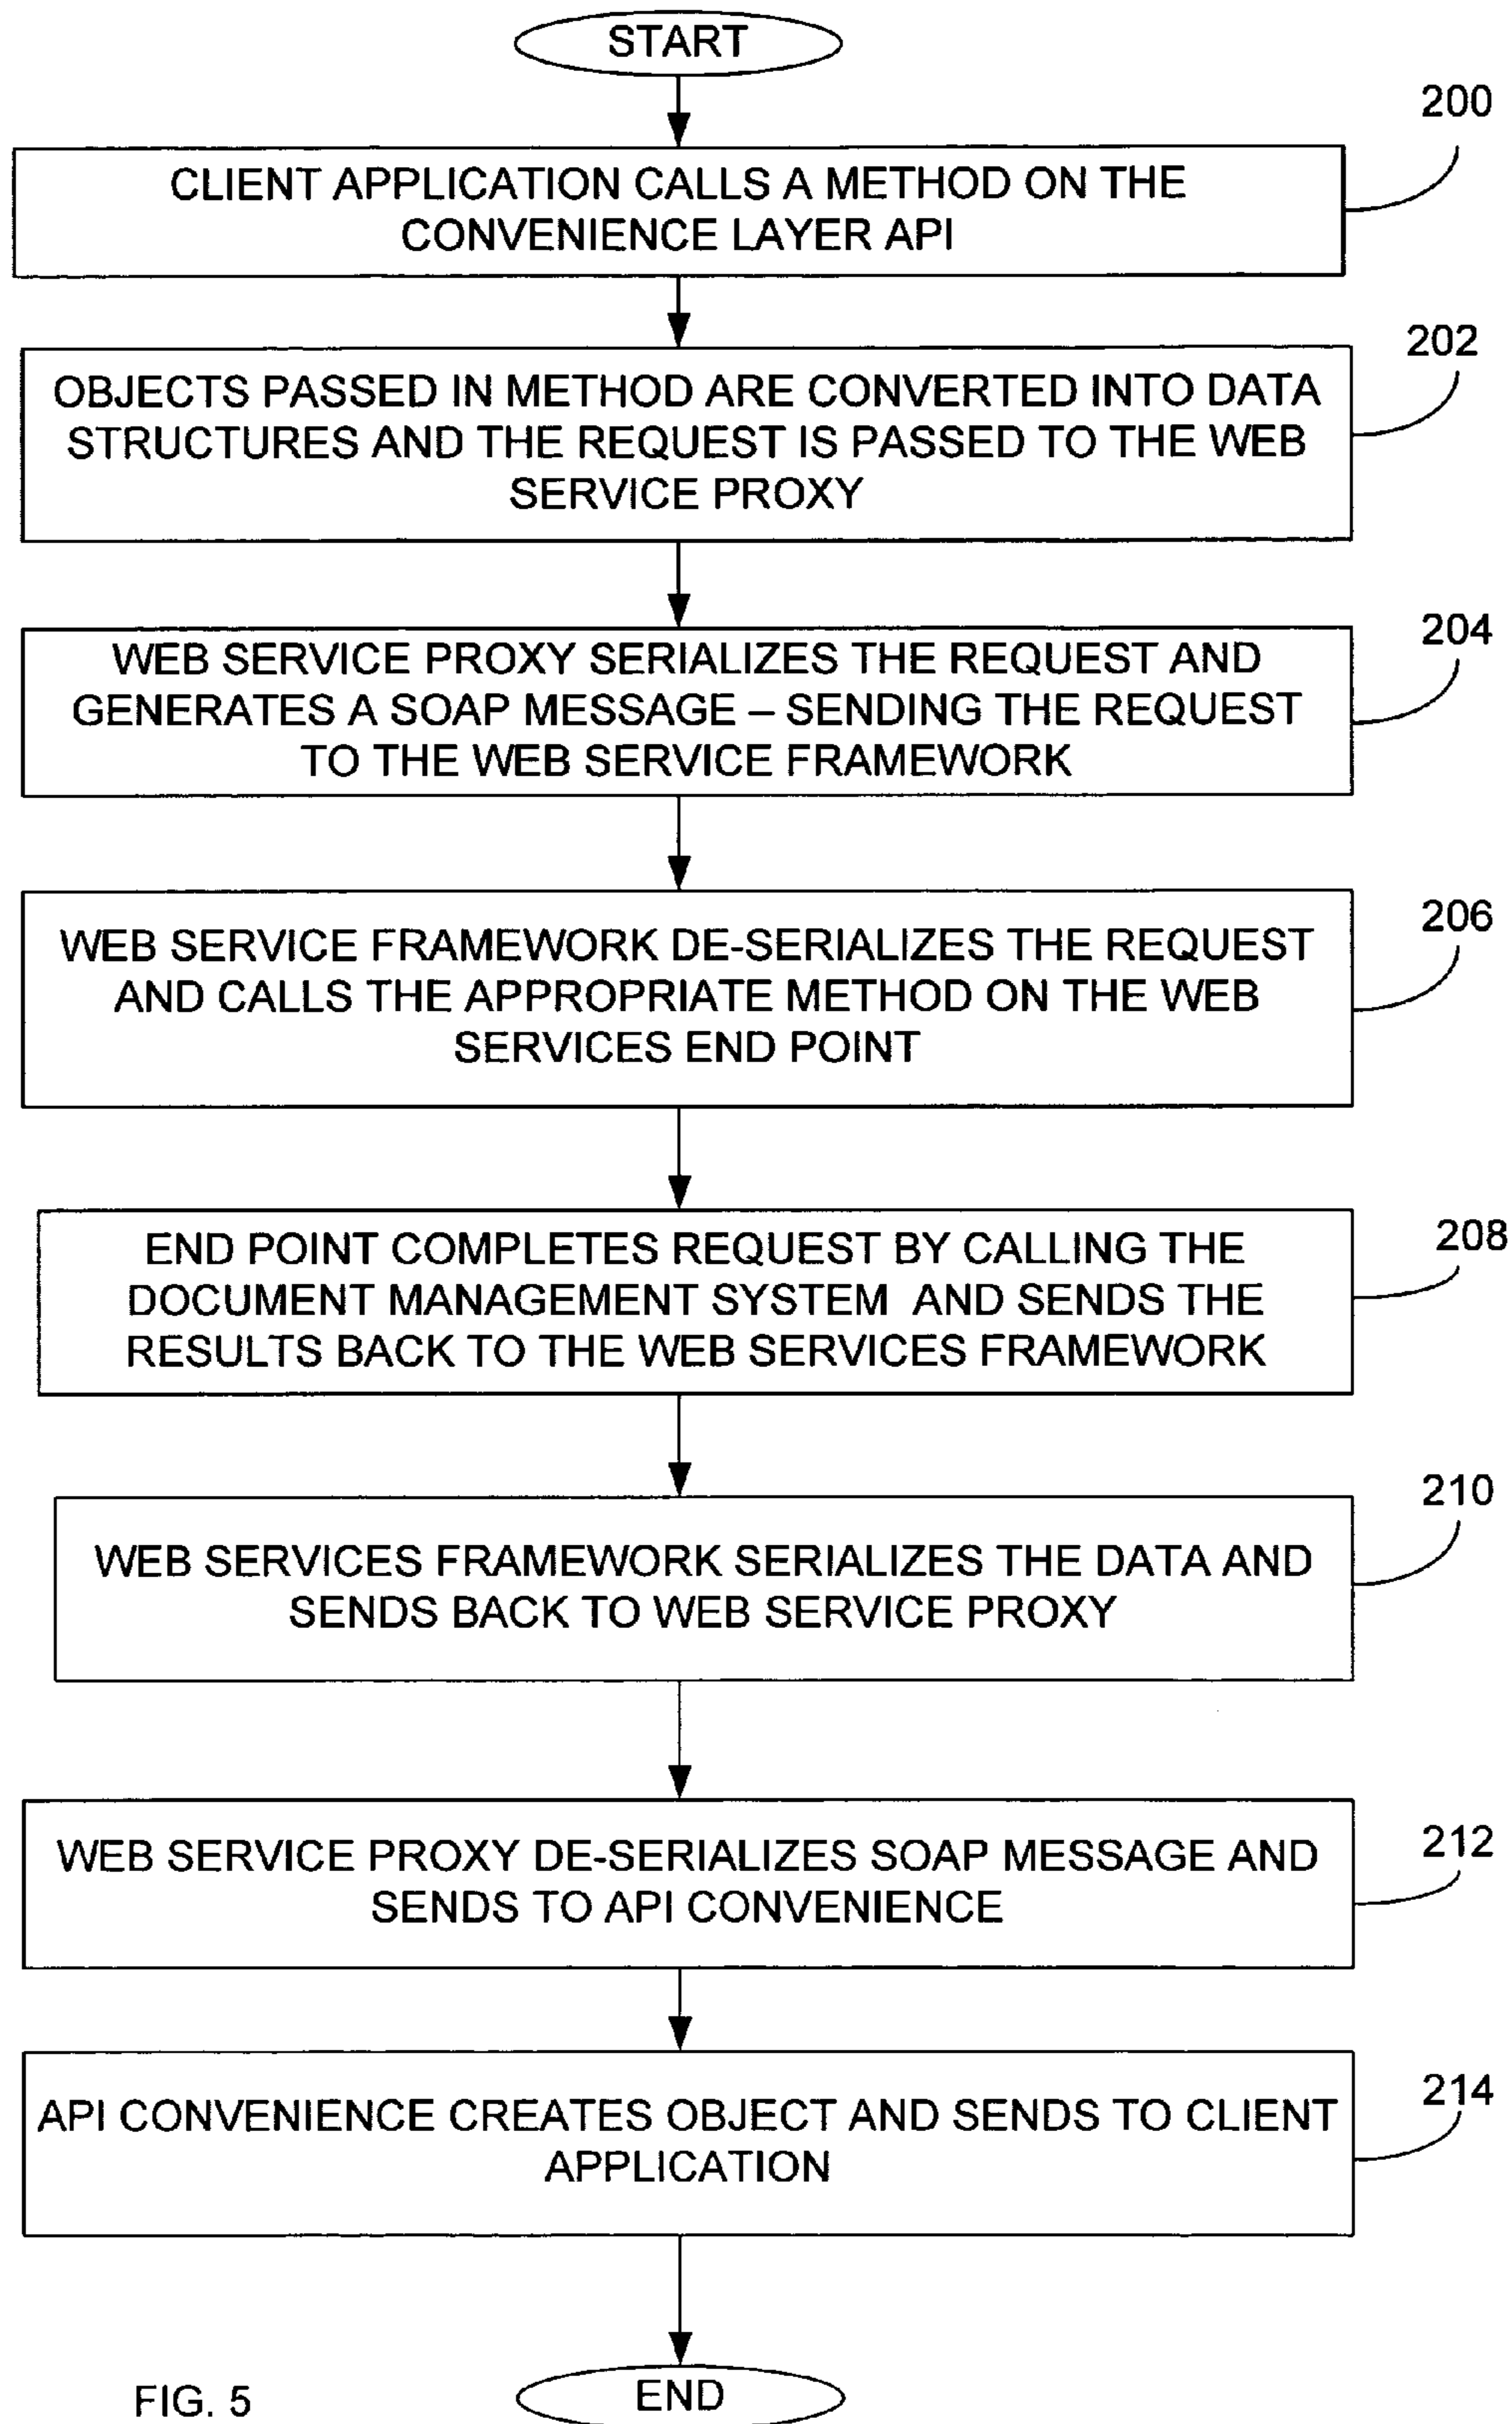 START
200
CLIENT APPLICATION CALLS A METHOD ON THE
CONVENIENCE LAYER API
202
OBJECTS PASSED IN METHOD ARE CONVERTED INTO DATA
STRUCTURES AND THE REQUEST IS PASSED TO THE WEB
SERVICE PROXY
204
WEB SERVICE PROXY SERIALIZES THE REQUEST AND
GENERATES A SOAP MESSAGE – SENDING THE REQUEST
TO THE WEB SERVICE FRAMEWORK
206
WEB SERVICE FRAMEWORK DE-SERIALIZES THE REQUEST
AND CALLS THE APPROPRIATE METHOD ON THE WEB
SERVICES END POINT
208
END POINT COMPLETES REQUEST BY CALLING THE
DOCUMENT MANAGEMENT SYSTEM AND SENDS THE
RESULTS BACK TO THE WEB SERVICES FRAMEWORK
210
WEB SERVICES FRAMEWORK SERIALIZES THE DATA AND
SENDS BACK TO WEB SERVICE PROXY
212
WEB SERVICE PROXY DE-SERIALIZES SOAP MESSAGE AND
SENDS TO API CONVENIENCE
214
API CONVENIENCE CREATES OBJECT AND SENDS TO CLIENT
APPLICATION
END
FIG. 5